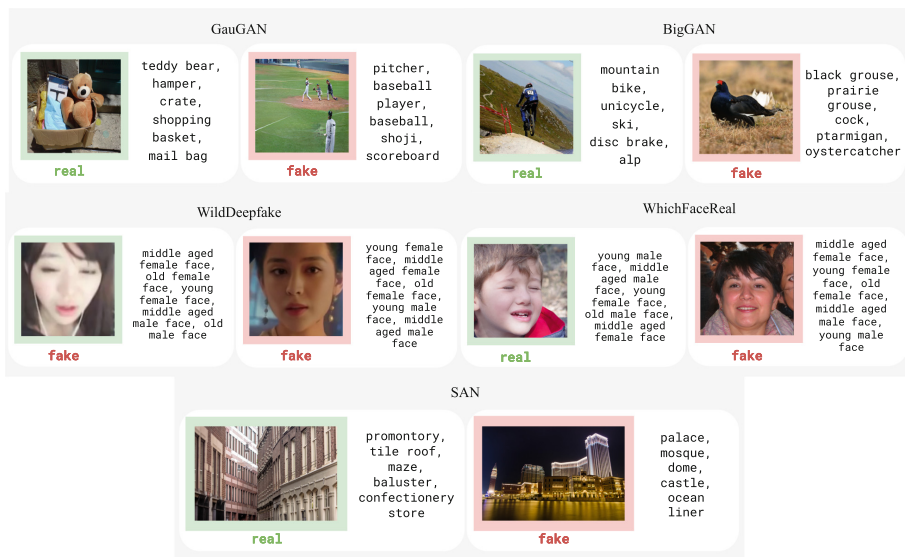 GauGAN
teddy bear,
hamper,
crate,
shopping
basket,
mail bag
real
pitcher,
baseball
player,
baseball,
shoji,
scoreboard
fake
BigGAN
mountain
bike,
unicycle,
ski,
disc brake,
alp
real
black grouse,
prairie
grouse,
cock,
ptarmigan,
oystercatcher
fake
WildDeepfake
middle aged
female face,
old female
face, young
female face,
middle aged
male face, old
male face
fake
young female
face, middle
aged female
face, old
female face,
young male
face, middle
aged male
face
fake
WhichFaceReal
young male
face, middle
aged male
face, young
female face,
old male face,
middle aged
female face
real
middle aged
female face,
young female
face, old
female face,
middle aged
male face,
young male
face
fake
SAN
promontory,
tile roof,
maze,
baluster,
confectionery
store
real
palace,
mosque,
dome,
castle,
ocean
liner
fake